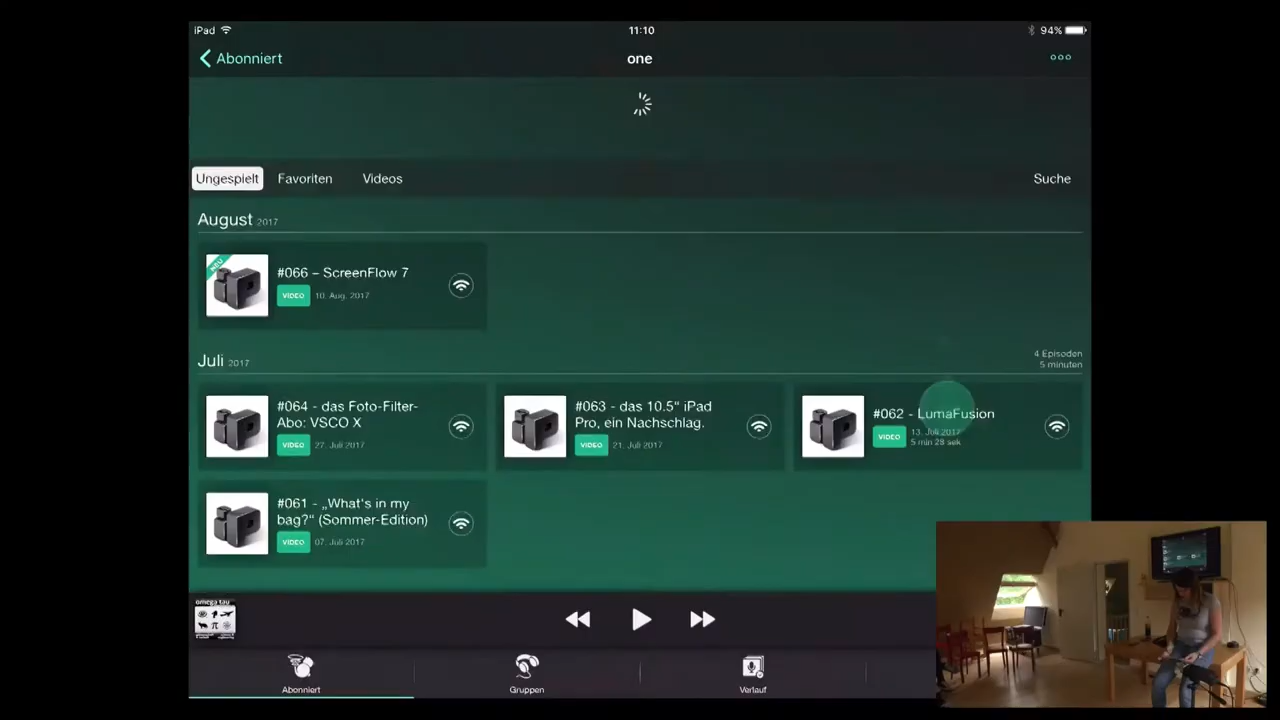 iPad
11:10
94%
Abonniert
one
Ungespielt
Favoriten
Videos
Suche
August 2017
NEU
#066 – ScreenFlow 7
VIDEO
10. Aug. 2017
Juli 2017
4 Episoden
5 minuten
#064 - das Foto-Filter-
Abo: VSCO X
VIDEO
27. Juli 2017
#063 - das 10.5" iPad
Pro, ein Nachschlag.
VIDEO
21. Juli 2017
#062 - LumaFusion
VIDEO
13. Juli 2017
5 min 28 sek
#061 - „What's in my
bag?“ (Sommer-Edition)
VIDEO
07. Juli 2017
omega tau
Abonniert
Gruppen
Verlauf